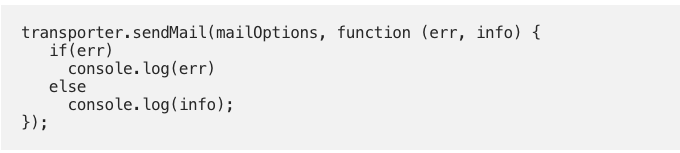 transporter.sendMail(mailOptions, function (err, info) {
   if(err)
     console.log(err)
   else
     console.log(info);
});